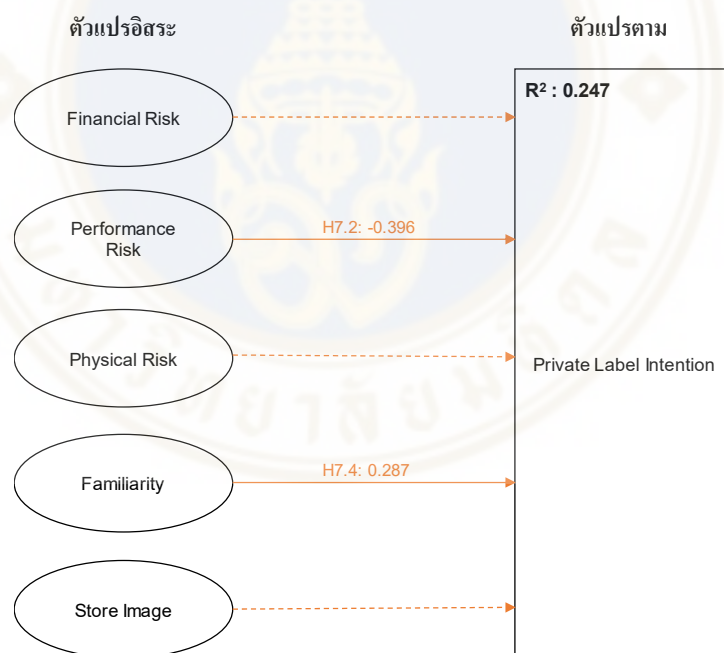 ตัวแปรอิสระ
ตัวแปรตาม
R² : 0.247
Financial Risk
Performance
Risk
H7.2: -0.396
Physical Risk
Private Label Intention
Familiarity
H7.4: 0.287
Store Image